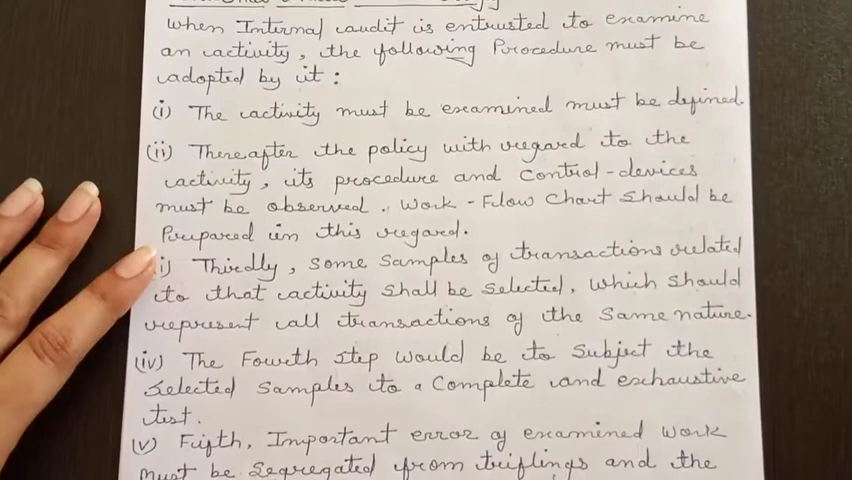 When Internal audit is entrusted to examine
an activity, the following Procedure must be
adopted by it :
(i) The activity must be examined must be defined.
(ii) Thereafter the policy with regard to the
activity, its procedure and control-devices
must be observed. Work-Flow Chart should be
Prepared in this regard.
i) Thirdly, some samples of transactions related
to that activity shall be selected, which should
represent all transactions of the same nature.
(iv) The Fourth step would be to subject the
selected samples to a complete and exhaustive
test.
(v) Fifth, Important error of examined work
must be segregated from triflings and the